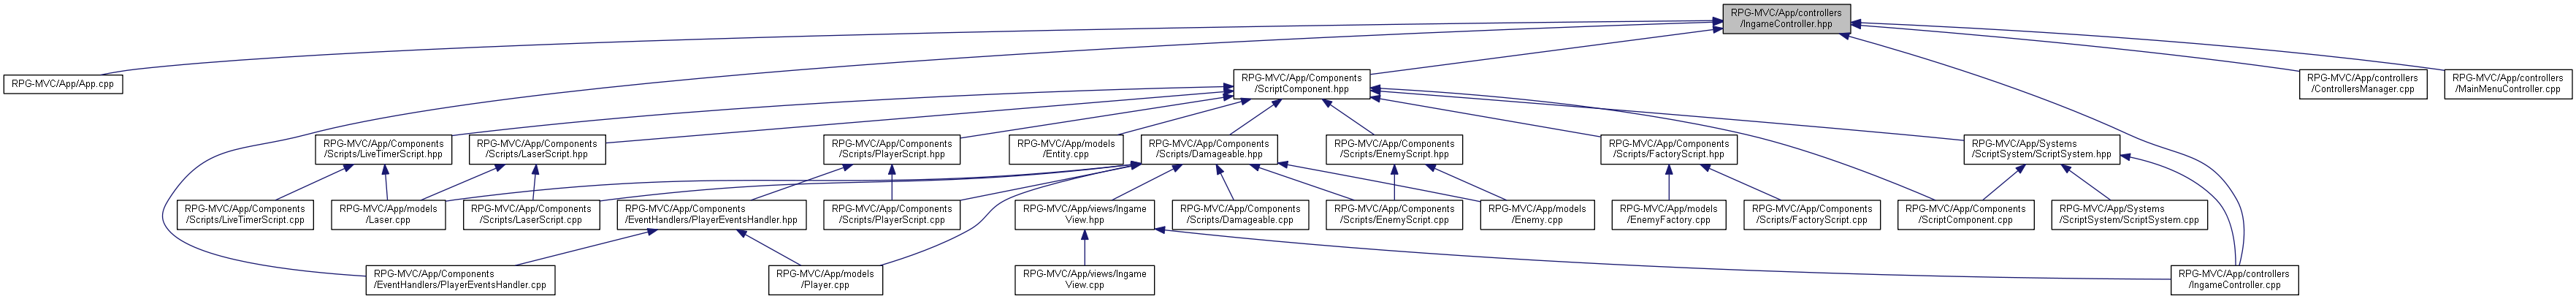 RPG-MVC/App/controllers
/IngameController.hpp
RPG-MVC/App/App.cpp
RPG-MVC/App/Components
/ScriptComponent.hpp
RPG-MVC/App/controllers
/ControllersManager.cpp
RPG-MVC/App/controllers
/MainMenuController.cpp
RPG-MVC/App/Components
/Scripts/LiveTimerScript.hpp
RPG-MVC/App/Components
/Scripts/LaserScript.hpp
RPG-MVC/App/Components
/Scripts/PlayerScript.hpp
RPG-MVC/App/models
/Entity.cpp
RPG-MVC/App/Components
/Scripts/Damageable.hpp
RPG-MVC/App/Components
/Scripts/EnemyScript.hpp
RPG-MVC/App/Components
/Scripts/FactoryScript.hpp
RPG-MVC/App/Systems
/ScriptSystem/ScriptSystem.hpp
RPG-MVC/App/Components
/Scripts/LiveTimerScript.cpp
RPG-MVC/App/models
/Laser.cpp
RPG-MVC/App/Components
/Scripts/LaserScript.cpp
RPG-MVC/App/Components
/EventHandlers/PlayerEventsHandler.hpp
RPG-MVC/App/Components
/Scripts/PlayerScript.cpp
RPG-MVC/App/views/Ingame
View.hpp
RPG-MVC/App/Components
/Scripts/Damageable.cpp
RPG-MVC/App/Components
/Scripts/EnemyScript.cpp
RPG-MVC/App/models
/Enemy.cpp
RPG-MVC/App/models
/EnemyFactory.cpp
RPG-MVC/App/Components
/Scripts/FactoryScript.cpp
RPG-MVC/App/Components
/ScriptComponent.cpp
RPG-MVC/App/Systems
/ScriptSystem/ScriptSystem.cpp
RPG-MVC/App/Components
/EventHandlers/PlayerEventsHandler.cpp
RPG-MVC/App/models
/Player.cpp
RPG-MVC/App/views/Ingame
View.cpp
RPG-MVC/App/controllers
/IngameController.cpp